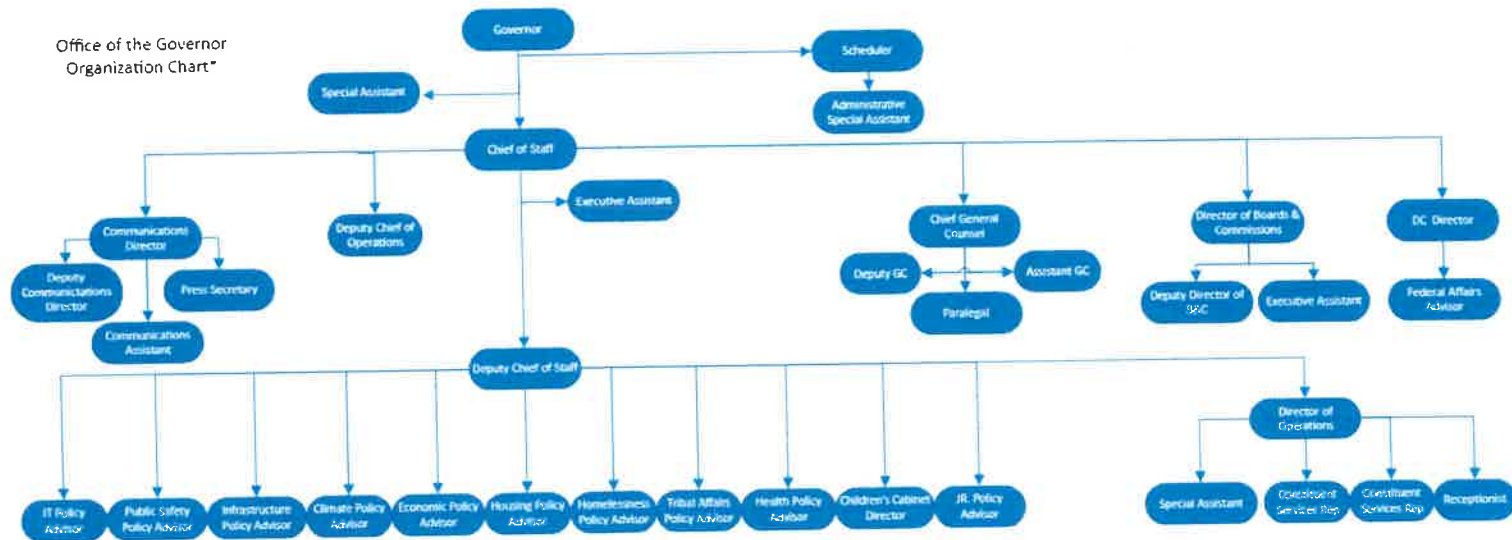 Office of the Governor
Organization Chart"
Governor
Scheduler
Special Assistant
Administrative
Special Assistant
Chief of Staff
Executive Assistant
Communications
Director
Deputy Chief of
Operations
Chief General
Counsel
Director of Boards &
Commissions
DC Director
Deputy
Communictations
Director
Press Secretary
Communications
Assistant
Deputy GC
Assistant GC
Paralegal
Deputy Director of
B&C
Executive Assistant
Federal Affairs
Advisor
Deputy Chief of Staff
Director of
Operations
IT Policy
Advisor
Public Safety
Policy Advisor
Infrastructure
Policy Advisor
Climate Policy
Advisor
Economic Policy
Advisor
Housing Policy
Advisor
Homelessness
Policy Advisor
Tribal Affairs
Policy Advisor
Health Policy
Advisor
Children's Cabinet
Director
JR. Policy
Advisor
Special Assistant
Constituent
Services Rep
Constituent
Services Rep
Receptionist